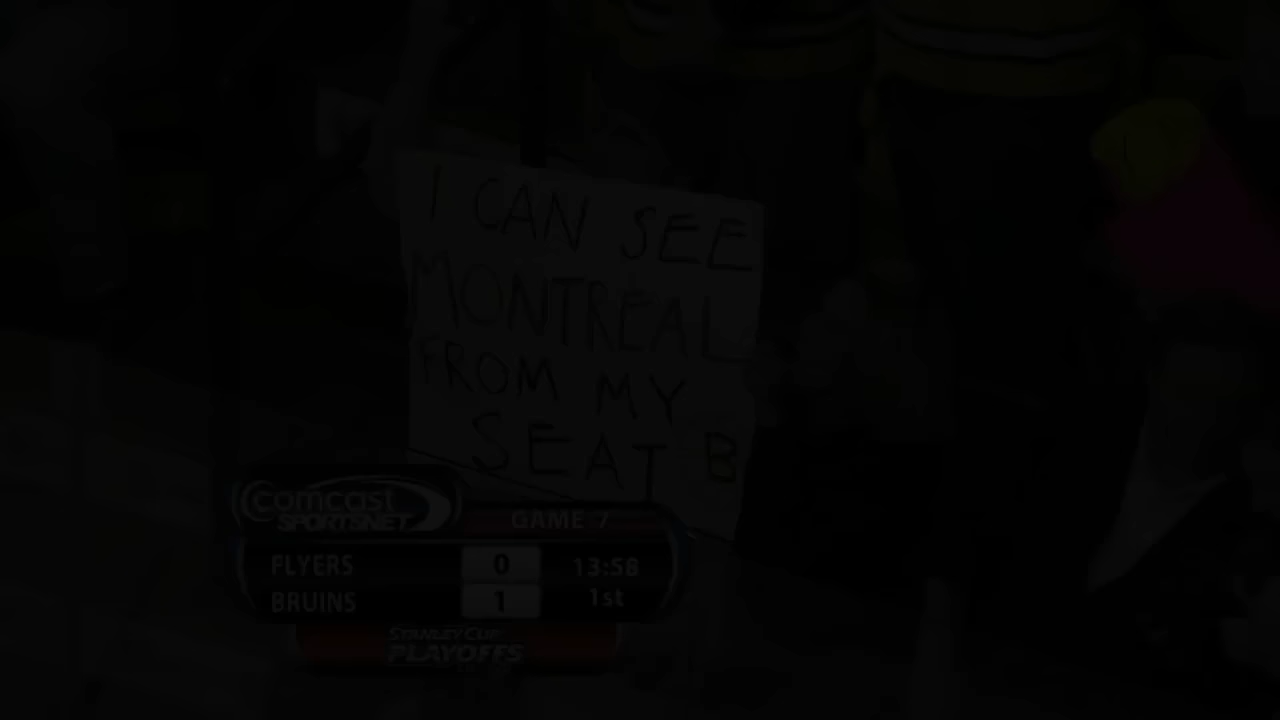 I CAN SEE
MONTREAL
FROM MY
SEAT B
comcast
SPORTSNET
GAME 7
FLYERS 0 13:58
BRUINS 1 1st
STANLEY CUP
PLAYOFFS